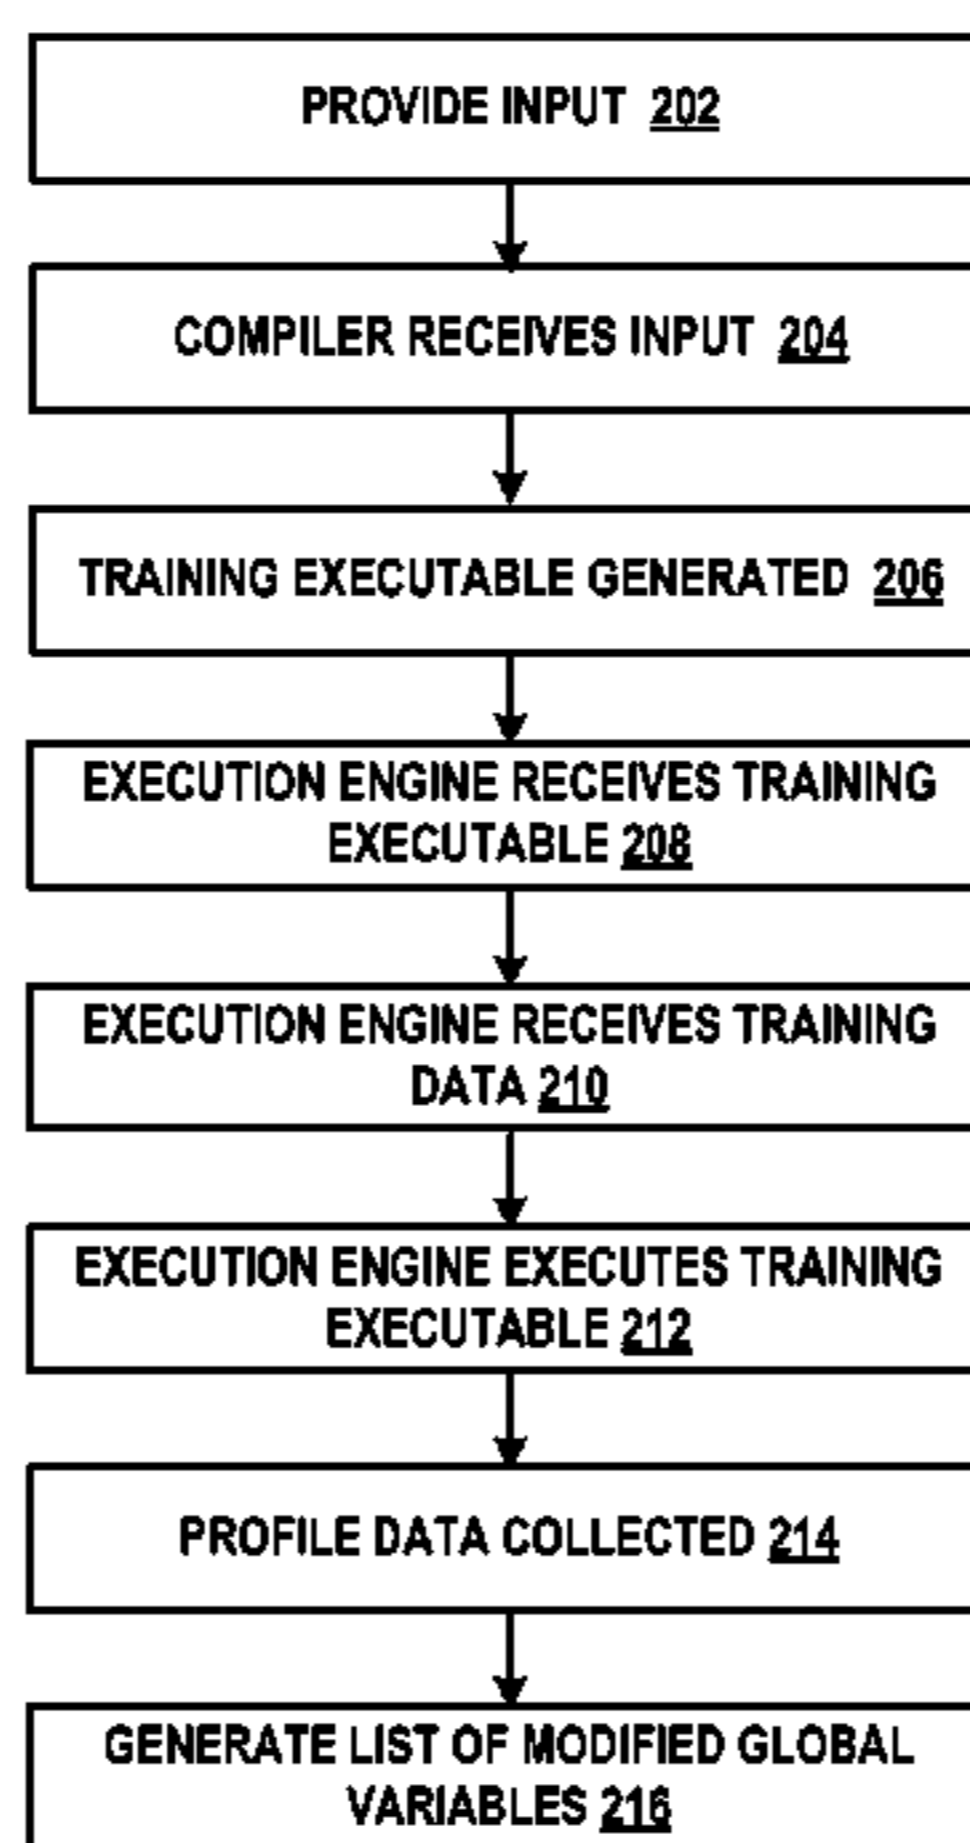 PROVIDE INPUT 202
COMPILER RECEIVES INPUT 204
TRAINING EXECUTABLE GENERATED 206
EXECUTION ENGINE RECEIVES TRAINING
EXECUTABLE 208
EXECUTION ENGINE RECEIVES TRAINING
DATA 210
EXECUTION ENGINE EXECUTES TRAINING
EXECUTABLE 212
PROFILE DATA COLLECTED 214
GENERATE LIST OF MODIFIED GLOBAL
VARIABLES 216